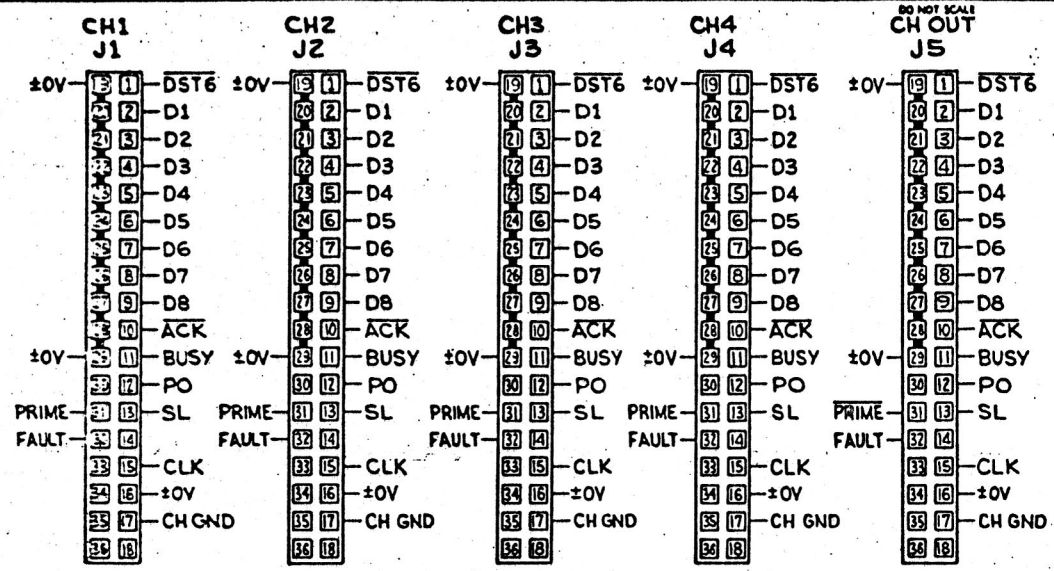 DO NOT SCALE
CH1 CH2 CH3 CH4 CH OUT
J1 J2 J3 J4 J5
±0V 19 1 DST6 ±0V 19 1 DST6 ±0V 19 1 DST6 ±0V 19 1 DST6 ±0V 19 1 DST6
2 D1 20 2 D1 20 2 D1 20 2 D1 20 2 D1
21 3 D2 21 3 D2 21 3 D2 21 3 D2 21 3 D2
22 4 D3 22 4 D3 22 4 D3 22 4 D3 22 4 D3
5 D4 23 5 D4 23 5 D4 23 5 D4 23 5 D4
24 6 D5 24 6 D5 24 6 D5 24 6 D5 24 6 D5
25 7 D6 25 7 D6 25 7 D6 25 7 D6 25 7 D6
8 D7 26 8 D7 26 8 D7 26 8 D7 26 8 D7
9 D8 27 9 D8 27 9 D8 27 9 D8 27 9 D8
10 ACK 28 10 ACK 28 10 ACK 28 10 ACK 28 10 ACK
±0V 29 11 BUSY ±0V 29 11 BUSY ±0V 29 11 BUSY ±0V 29 11 BUSY ±0V 29 11 BUSY
30 12 PO 30 12 PO 30 12 PO 30 12 PO 30 12 PO
PRIME 31 13 SL PRIME 31 13 SL PRIME 31 13 SL PRIME 31 13 SL PRIME 31 13 SL
FAULT 32 14 FAULT 32 14 FAULT 32 14 FAULT 32 14 FAULT 32 14
33 15 CLK 33 15 CLK 33 15 CLK 33 15 CLK 33 15 CLK
34 16 ±0V 34 16 ±0V 34 16 ±0V 34 16 ±0V 34 16 ±0V
35 17 CH GND 35 17 CH GND 35 17 CH GND 35 17 CH GND 35 17 CH GND
36 18 36 18 36 18 36 18 36 18